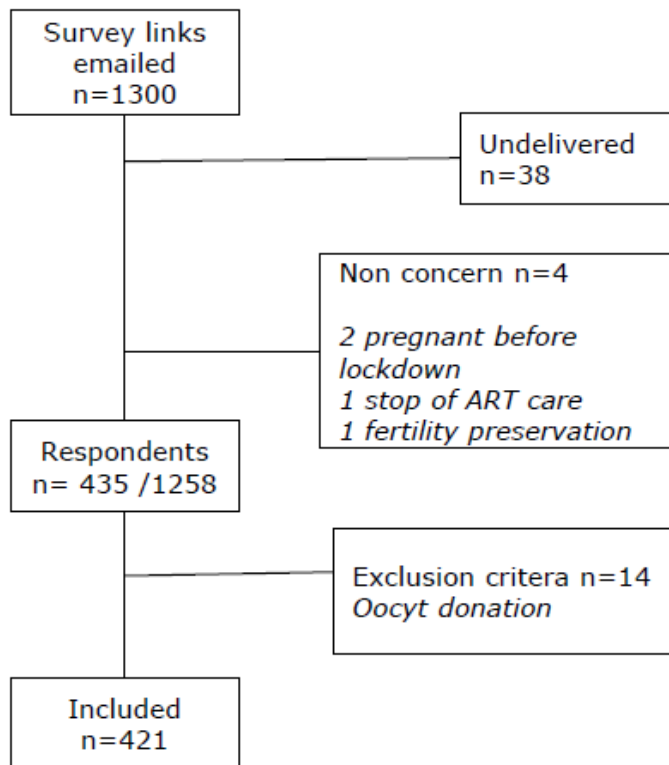 Survey links
emailed
n=1300
Undelivered
n=38
Non concern n=4
2 pregnant before
lockdown
1 stop of ART care
1 fertility preservation
Respondents
n= 435 /1258
Exclusion critera n=14
Oocyt donation
Included
n=421